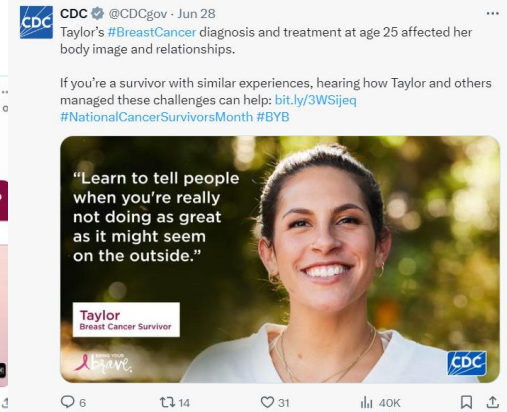 CDC @CDCgov · Jun 28
Taylor's #BreastCancer diagnosis and treatment at age 25 affected her
body image and relationships.
If you're a survivor with similar experiences, hearing how Taylor and others
managed these challenges can help: bit.ly/3WSijeq
#NationalCancerSurvivorsMonth #BYB
"Learn to tell people
when you're really
not doing as great
as it might seem
on the outside."
Taylor
Breast Cancer Survivor
BRING YOUR
brave
CDC
6 14 31 40K